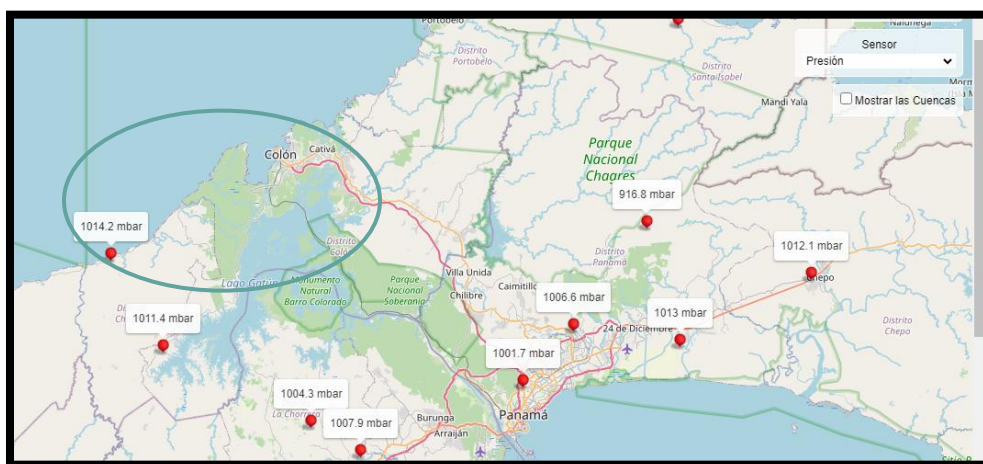 Portobelo
Nalunega
Sensor
Presión
Mostrar las Cuencas
Distrito
Portobelo
Distrito
Santa Isabel
Mandi Yala
Colón
Cativá
Parque
Nacional
Chagres
916.8 mbar
1014.2 mbar
1012.1 mbar
Distrito
Colón
Distrito
Panamá
Lago Gatún
Monumento
Natural
Barro Colorado
Parque
Nacional
Soberanía
Villa Unida
Chilibre
Caimitillo
Chepo
1011.4 mbar
1006.6 mbar
1013 mbar
24 de Diciembre
Distrito
Chepo
1001.7 mbar
1004.3 mbar
La Chorrera
1007.9 mbar
Burunga
Arraiján
Panamá